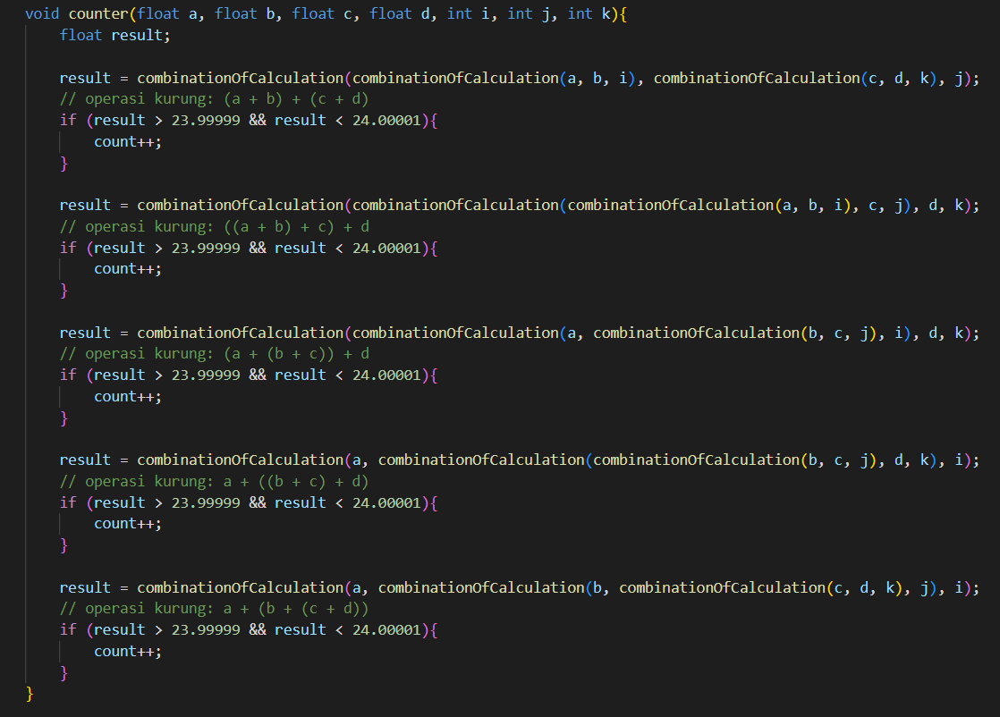 void counter(float a, float b, float c, float d, int i, int j, int k){
    float result;

    result = combinationOfCalculation(combinationOfCalculation(a, b, i), combinationOfCalculation(c, d, k), j);
    // operasi kurung: (a + b) + (c + d)
    if (result > 23.99999 && result < 24.00001){
        count++;
    }

    result = combinationOfCalculation(combinationOfCalculation(combinationOfCalculation(a, b, i), c, j), d, k);
    // operasi kurung: ((a + b) + c) + d
    if (result > 23.99999 && result < 24.00001){
        count++;
    }

    result = combinationOfCalculation(combinationOfCalculation(a, combinationOfCalculation(b, c, j), i), d, k);
    // operasi kurung: (a + (b + c)) + d
    if (result > 23.99999 && result < 24.00001){
        count++;
    }

    result = combinationOfCalculation(a, combinationOfCalculation(combinationOfCalculation(b, c, j), d, k), i);
    // operasi kurung: a + ((b + c) + d)
    if (result > 23.99999 && result < 24.00001){
        count++;
    }

    result = combinationOfCalculation(a, combinationOfCalculation(b, combinationOfCalculation(c, d, k), j), i);
    // operasi kurung: a + (b + (c + d))
    if (result > 23.99999 && result < 24.00001){
        count++;
    }
}